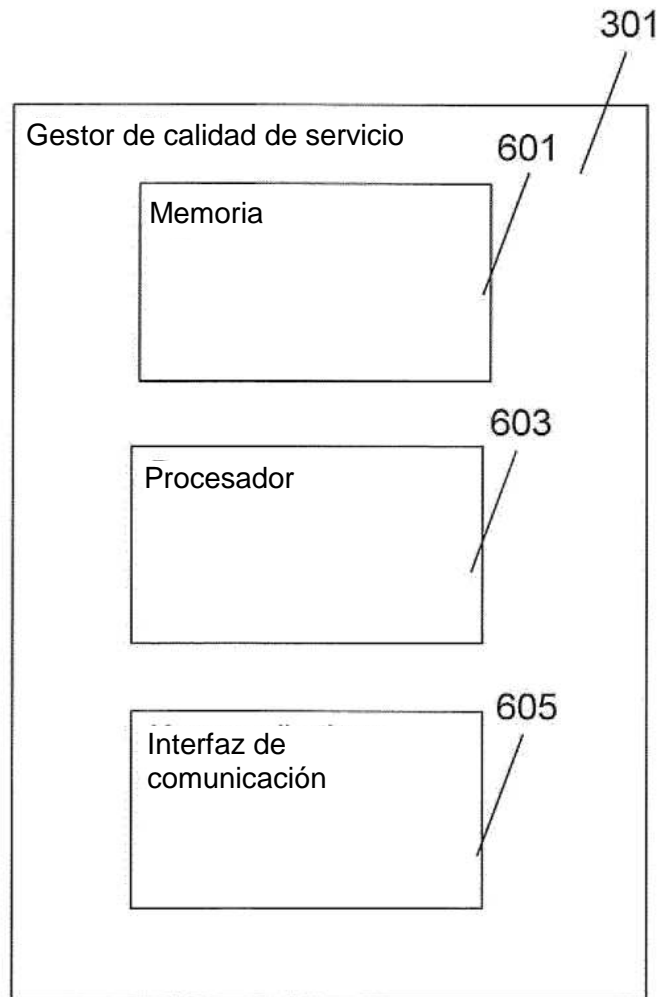 301
Gestor de calidad de servicio
601
Memoria
603
Procesador
605
Interfaz de
comunicación